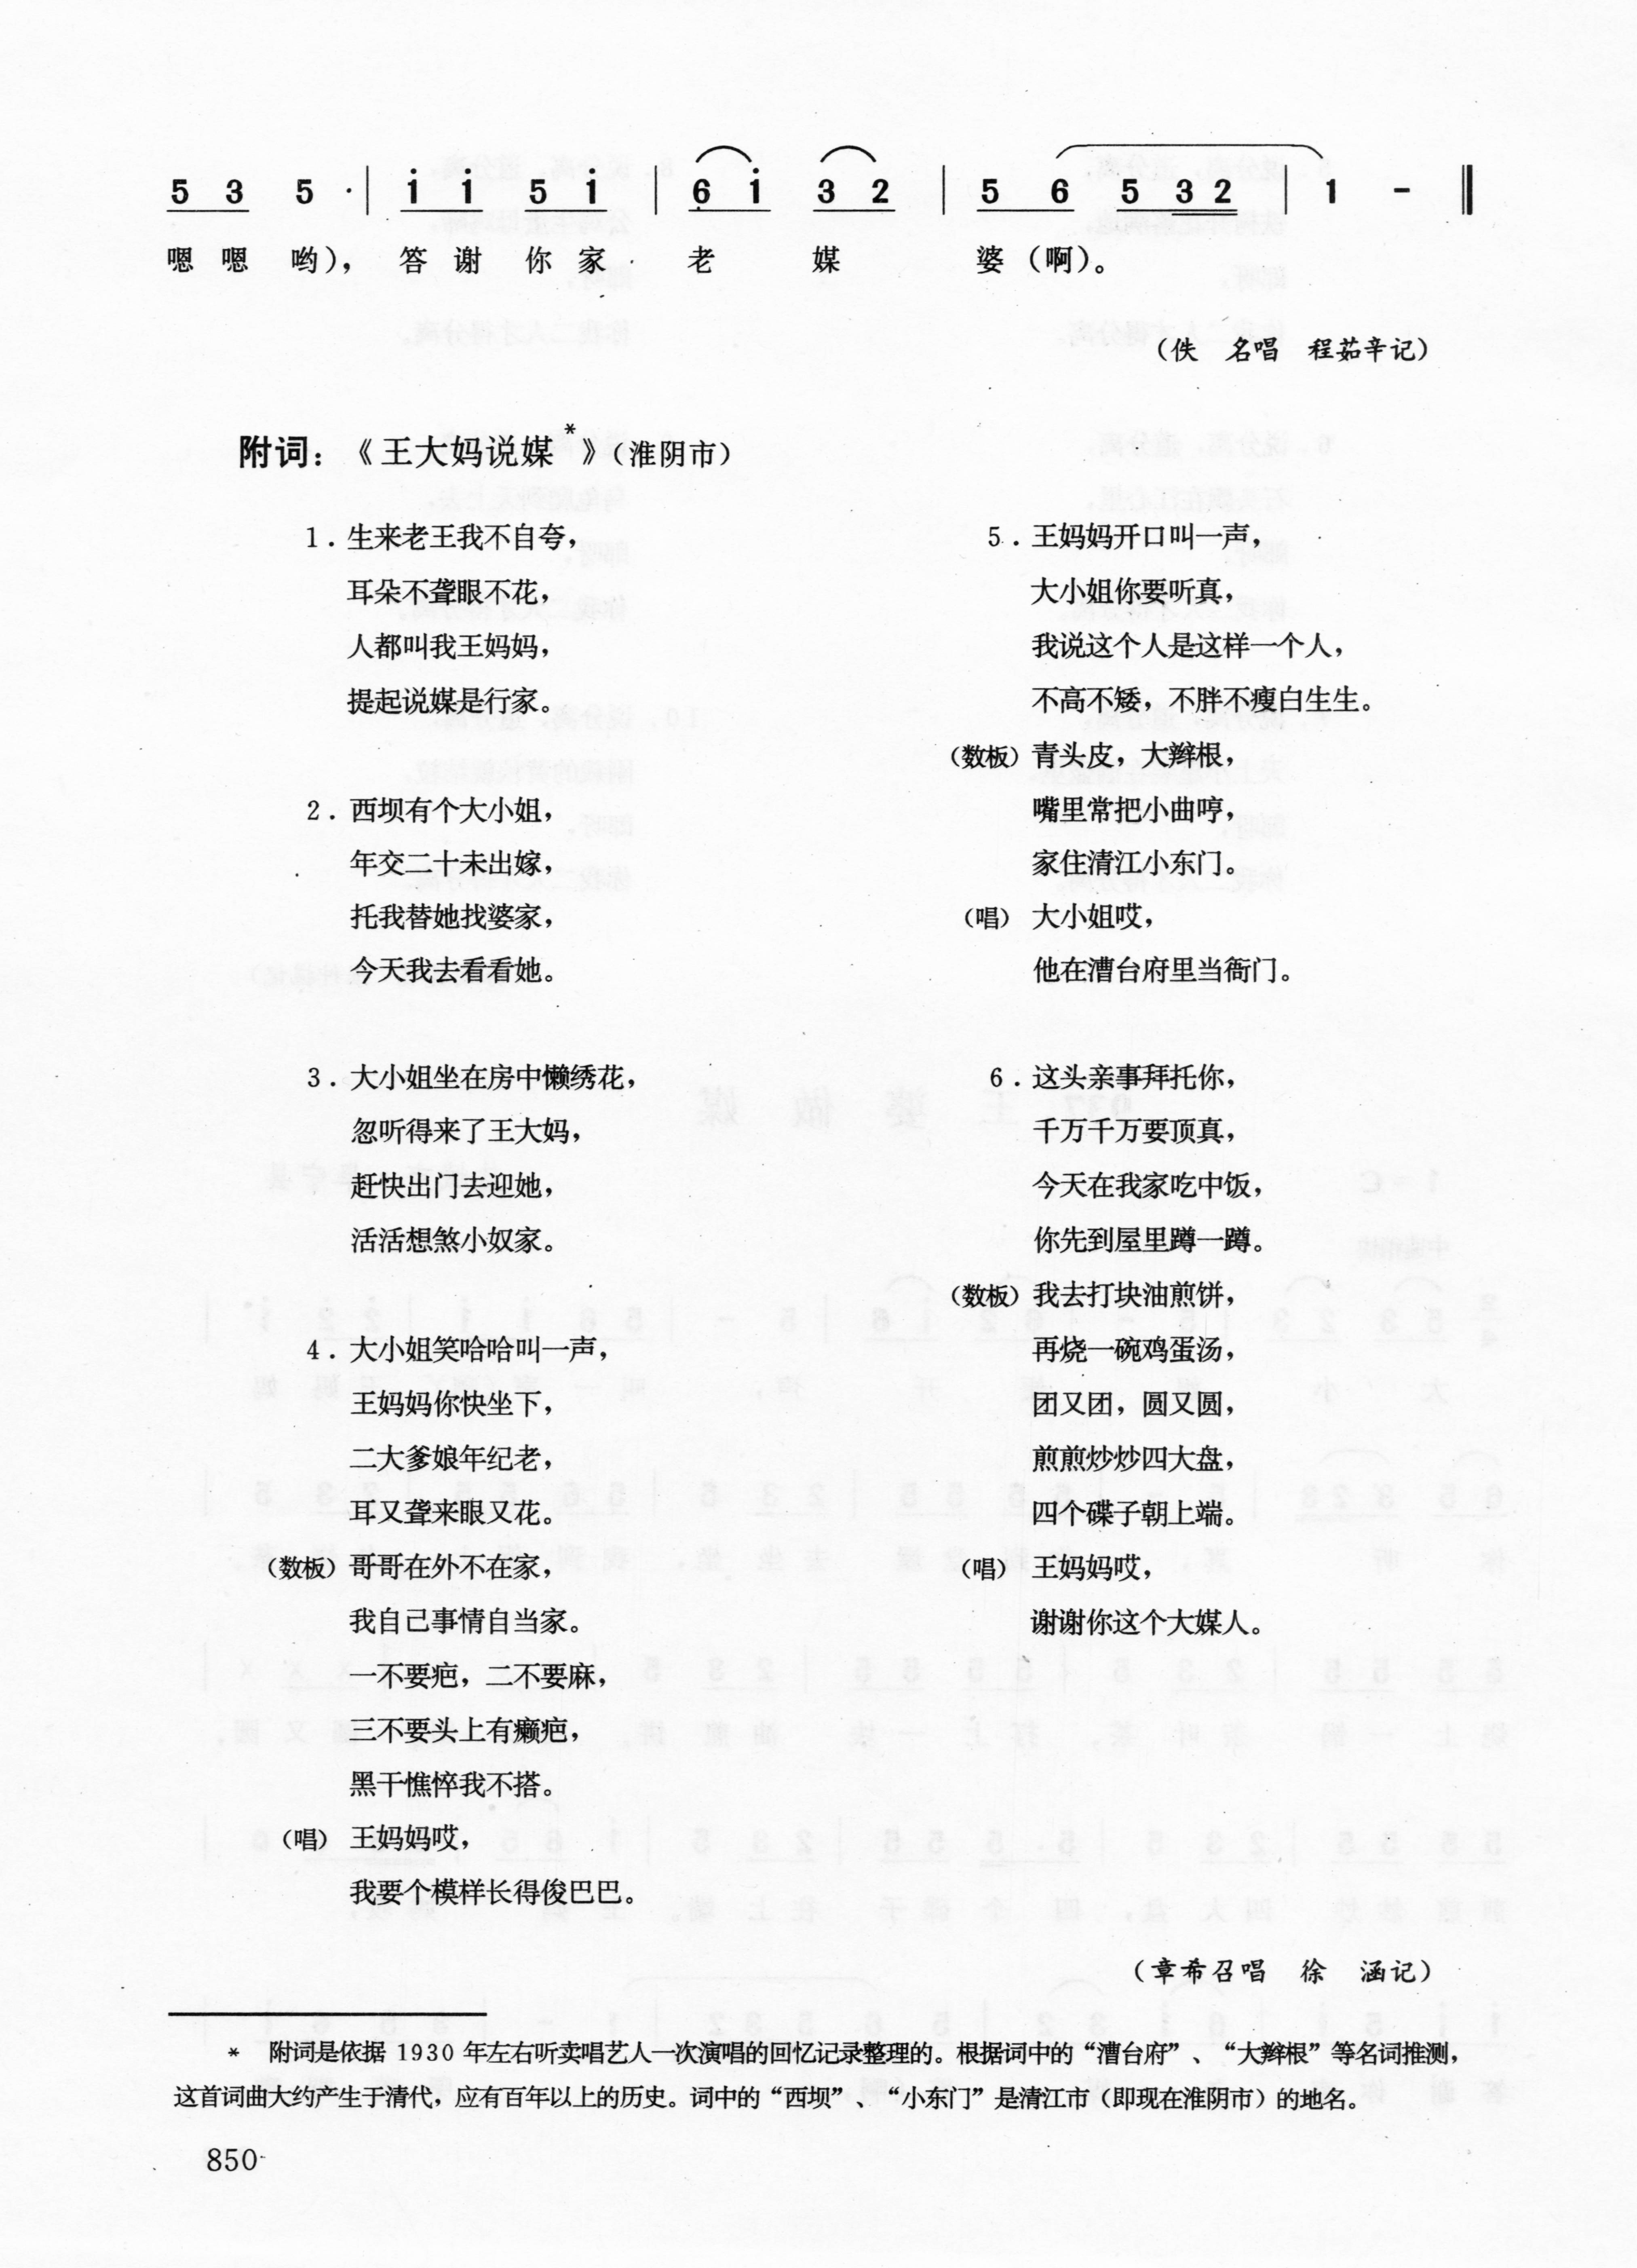 5 3 5 · | i i 5 i | 6 i 3 2 | 5 6 5 3 2 | 1 - ‖
嗯 嗯 哟)， 答 谢 你 家 老 媒 婆（啊）。
（佚 名唱 程茹辛记）
附词：《王大妈说媒*》（淮阴市）
1．生来老王我不自夸，
耳朵不聋眼不花，
人都叫我王妈妈，
提起说媒是行家。
2．西坝有个大小姐，
年交二十未出嫁，
托我替她找婆家，
今天我去看看她。
3．大小姐坐在房中懒绣花，
忽听得来了王大妈，
赶快出门去迎她，
活活想煞小奴家。
4．大小姐笑哈哈叫一声，
王妈妈你快坐下，
二大爹娘年纪老，
耳又聋来眼又花。
（数板）哥哥在外不在家，
我自己事情自当家。
一不要疤，二不要麻，
三不要头上有癞疤，
黑干憔悴我不搭。
（唱）王妈妈哎，
我要个模样长得俊巴巴。
5．王妈妈开口叫一声，
大小姐你要听真，
我说这个人是这样一个人，
不高不矮，不胖不瘦白生生。
（数板）青头皮，大辫根，
嘴里常把小曲哼，
家住清江小东门。
（唱）大小姐哎，
他在漕台府里当衙门。
6．这头亲事拜托你，
千万千万要顶真，
今天在我家吃中饭，
你先到屋里蹲一蹲。
（数板）我去打块油煎饼，
再烧一碗鸡蛋汤，
团又团，圆又圆，
煎煎炒炒四大盘，
四个碟子朝上端。
（唱）王妈妈哎，
谢谢你这个大媒人。
（章希召唱 徐 涵记）
* 附词是依据 1930 年左右听卖唱艺人一次演唱的回忆记录整理的。根据词中的“漕台府”、“大辫根”等名词推测，
这首词曲大约产生于清代，应有百年以上的历史。词中的“西坝”、“小东门”是清江市（即现在淮阴市）的地名。
850